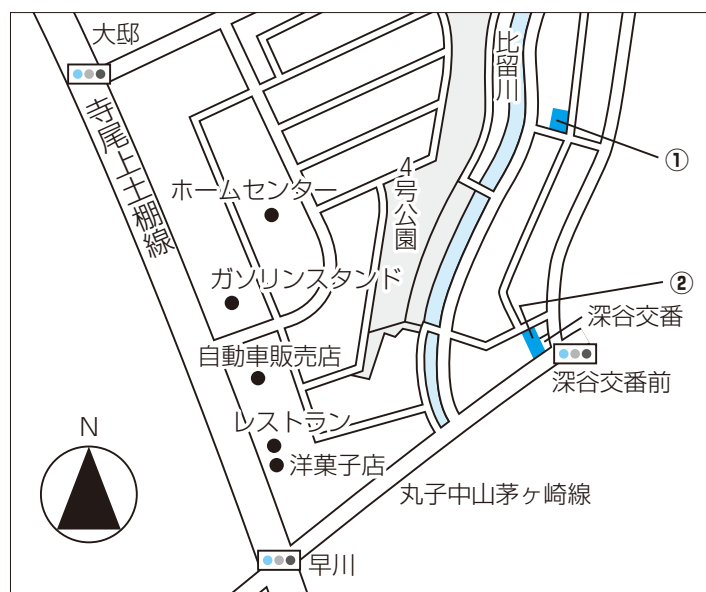 大邸
比留川
寺尾上土棚線
①
4号公園
ホームセンター
ガソリンスタンド
②
深谷交番
自動車販売店
深谷交番前
レストラン
N
洋菓子店
丸子中山茅ヶ崎線
早川